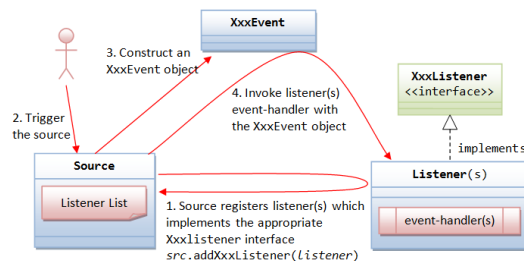 XxxEvent
3. Construct an
XxxEvent object
XxxListener
<<interface>>
4. Invoke listener(s)
event-handler with
the XxxEvent object
2. Trigger
the source
implements
Source
Listener List
Listener(s)
event-handler(s)
1. Source registers listener(s) which
implements the appropriate
Xxxlistener interface
src.addXxxListener(listener)